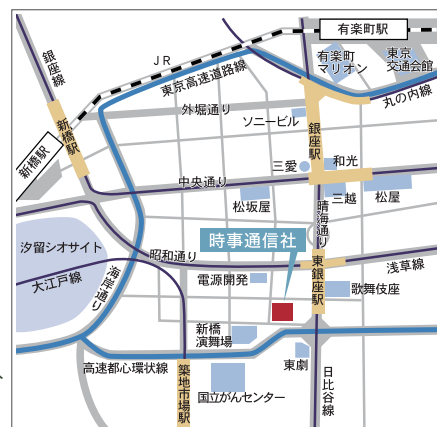 有楽町駅
銀座線
JR
東京高速道路線
有楽町
マリオン
東京
交通会館
丸の内線
外堀通り
ソニービル
銀座駅
新橋駅
新橋駅
三愛
和光
中央通り
松坂屋
三越
松屋
晴海通り
時事通信社
汐留シオサイト
昭和通り
浅草線
大江戸線
海岸通り
電源開発
東銀座駅
歌舞伎座
新橋
演舞場
東劇
高速都心環状線
築地市場駅
国立がんセンター
日比谷線